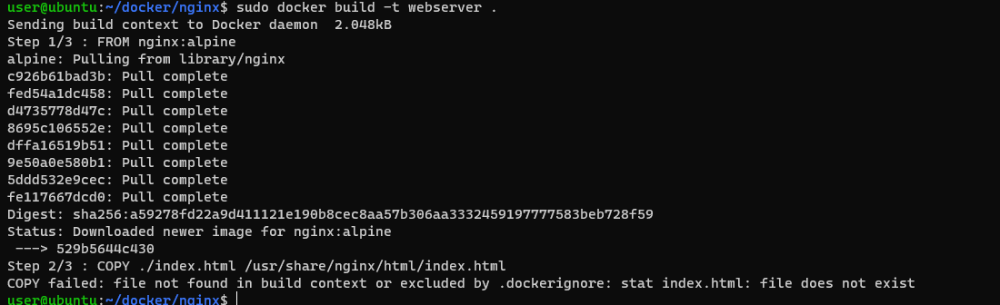 user@ubuntu:~/docker/nginx$ sudo docker build -t webserver .
Sending build context to Docker daemon  2.048kB
Step 1/3 : FROM nginx:alpine
alpine: Pulling from library/nginx
c926b61bad3b: Pull complete
fed54a1dc458: Pull complete
d4735778d47c: Pull complete
8695c106552e: Pull complete
dffa16519b51: Pull complete
9e50a0e580b1: Pull complete
5ddd532e9cec: Pull complete
fe117667dcd0: Pull complete
Digest: sha256:a59278fd22a9d411121e190b8cec8aa57b306aa3332459197777583beb728f59
Status: Downloaded newer image for nginx:alpine
 ---> 529b5644c430
Step 2/3 : COPY ./index.html /usr/share/nginx/html/index.html
COPY failed: file not found in build context or excluded by .dockerignore: stat index.html: file does not exist
user@ubuntu:~/docker/nginx$